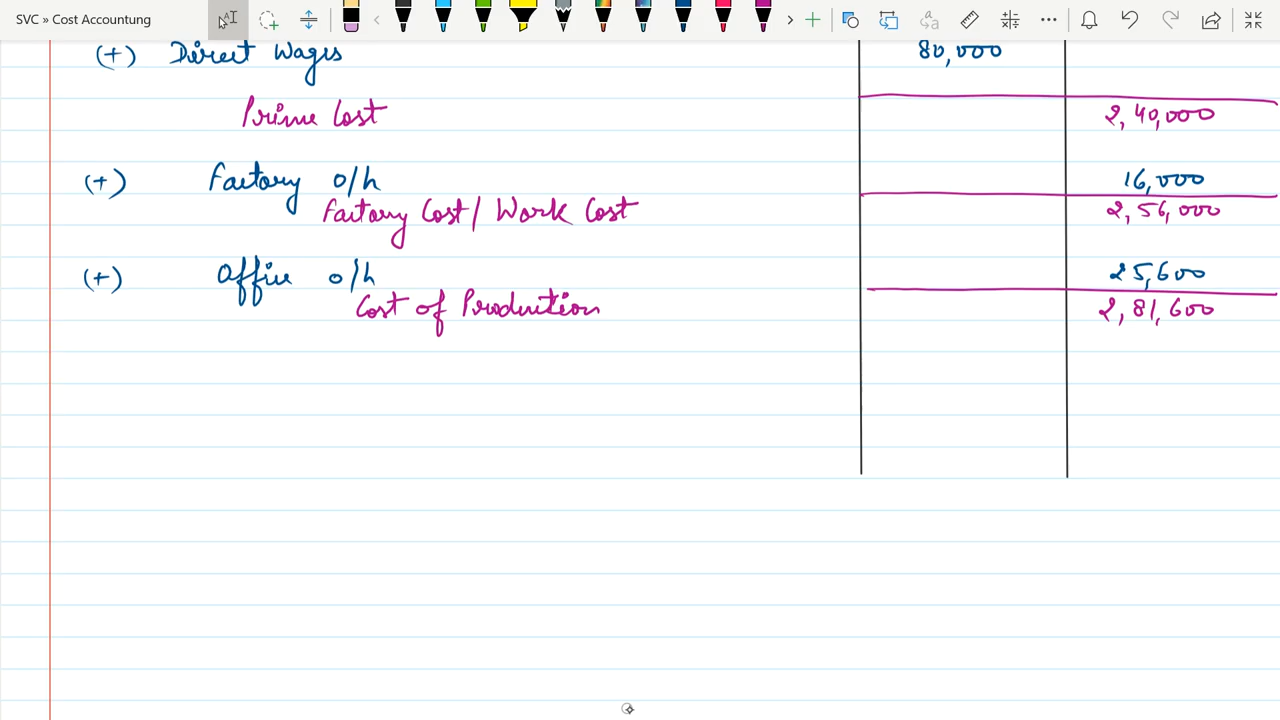 SVC » Cost Accountung
(+) Direct Wages 80,000
Prime Cost 2,40,000
(+) Factory o/h 16,000
Factory Cost/ Work Cost 2,56,000
(+) Office o/h 25,600
Cost of Production 2,81,600